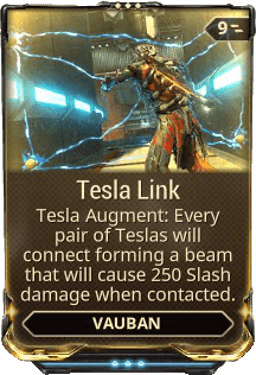 9
Tesla Link
Tesla Augment: Every
pair of Teslas will
connect forming a beam
that will cause 250 Slash
damage when contacted.
VAUBAN